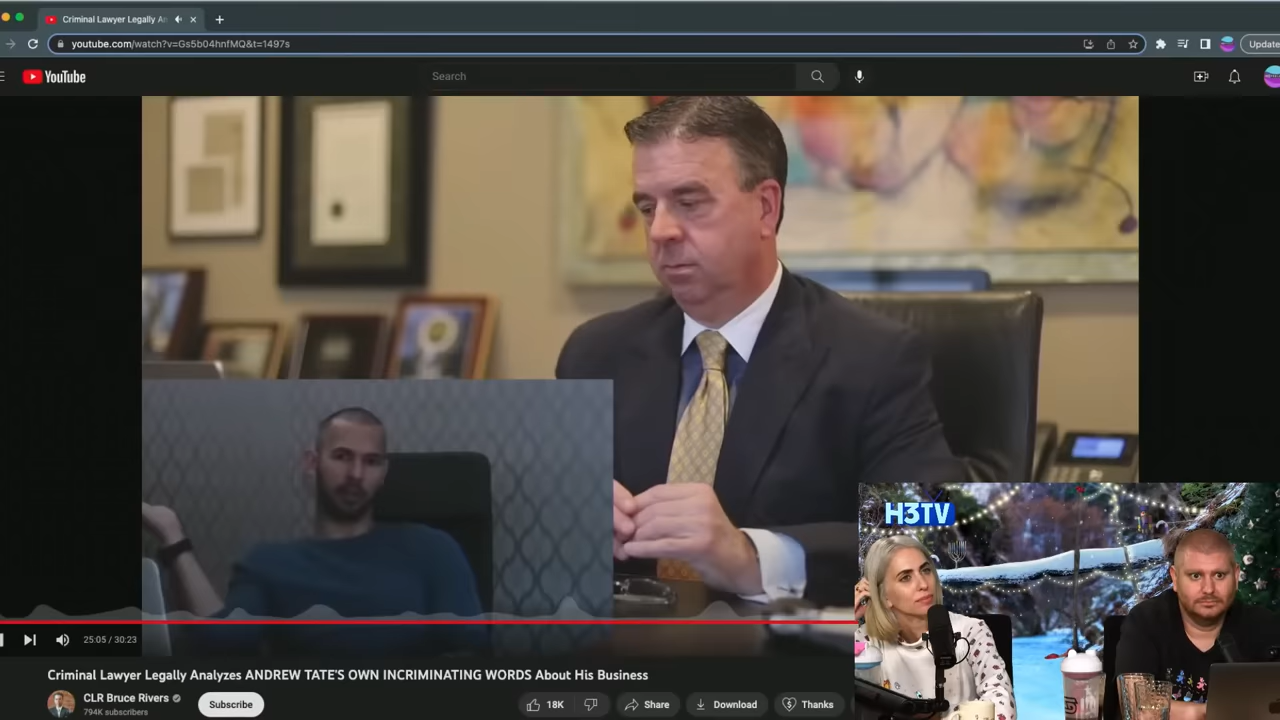 Criminal Lawyer Legally An
youtube.com/watch?v=Gs5b04hnfMQ&t=1497s
Update
YouTube
Search
H3TV
25:05 / 30:23
Criminal Lawyer Legally Analyzes ANDREW TATE'S OWN INCRIMINATING WORDS About His Business
CLR Bruce Rivers
794K subscribers
Subscribe
18K
Share
Download
Thanks